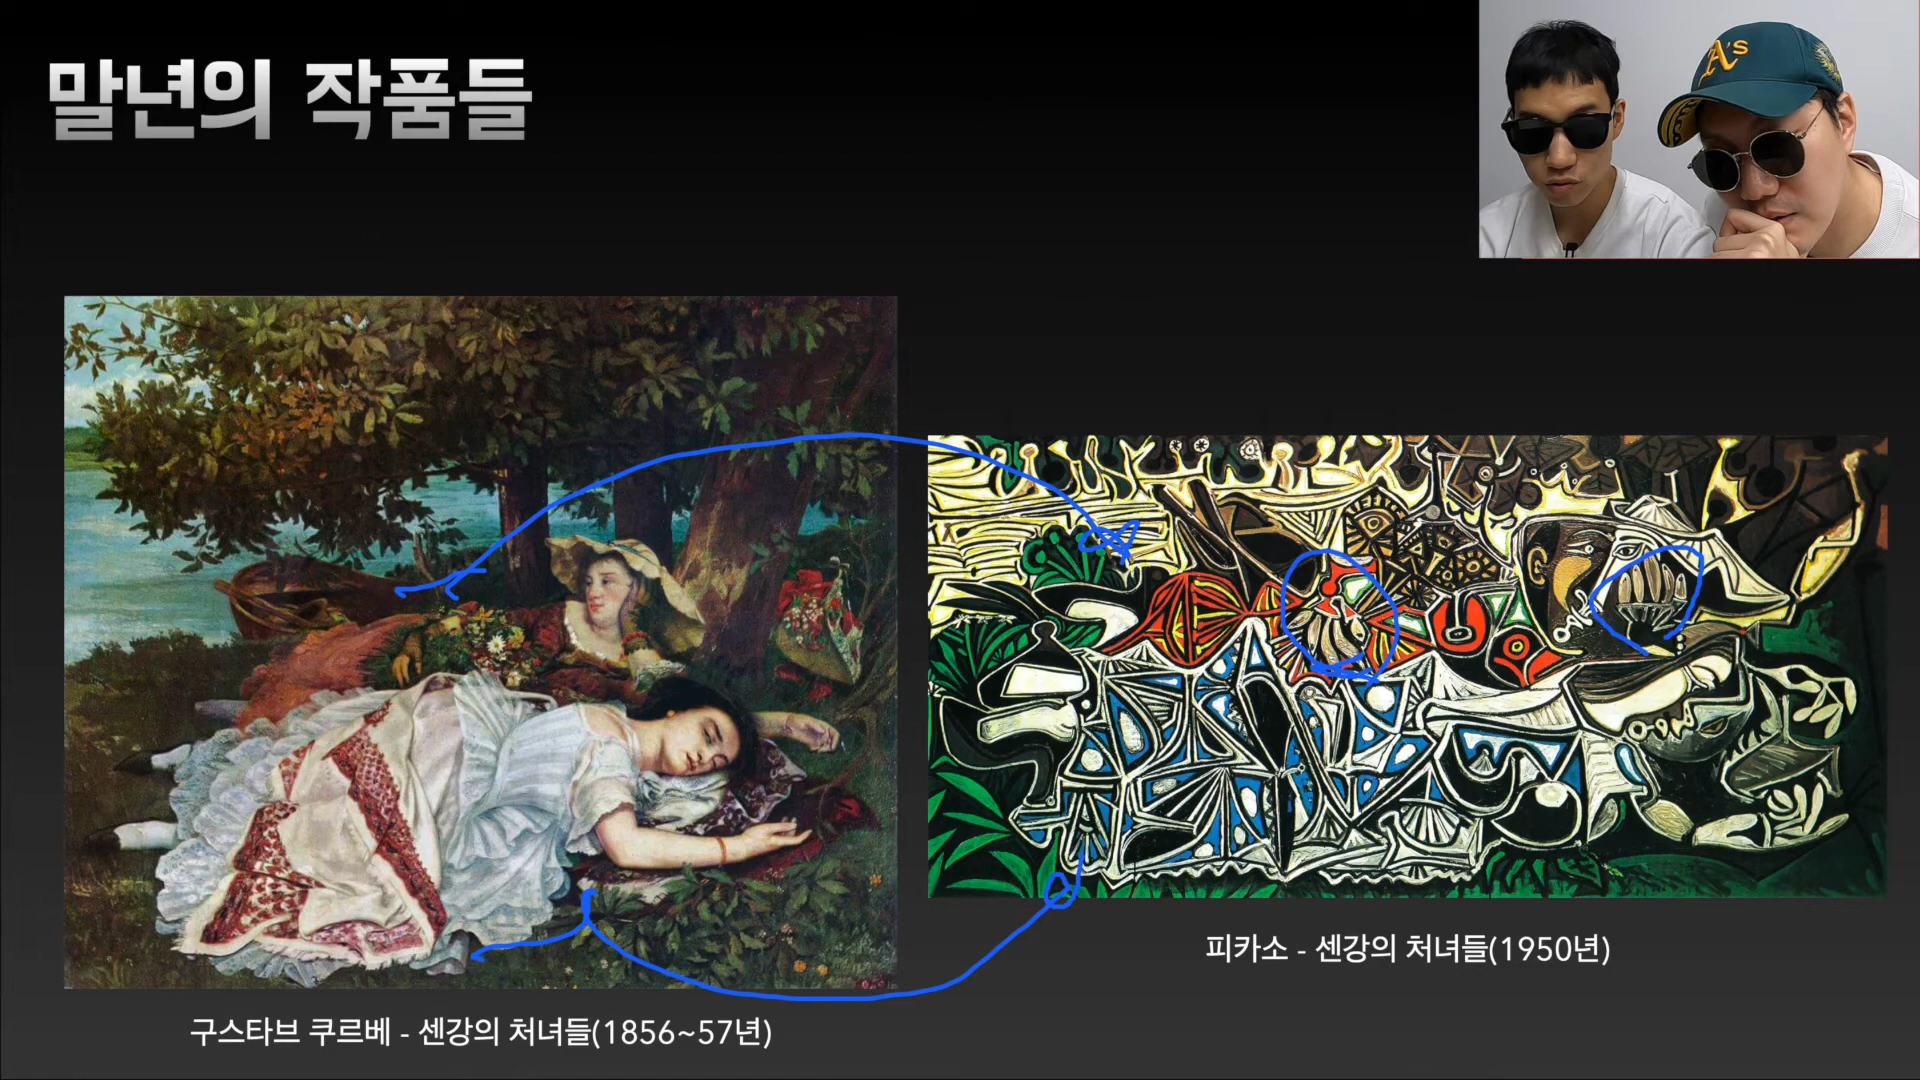 말년의 작품들
A's
피카소 - 센강의 처녀들(1950년)
구스타브 쿠르베 - 센강의 처녀들(1856~57년)